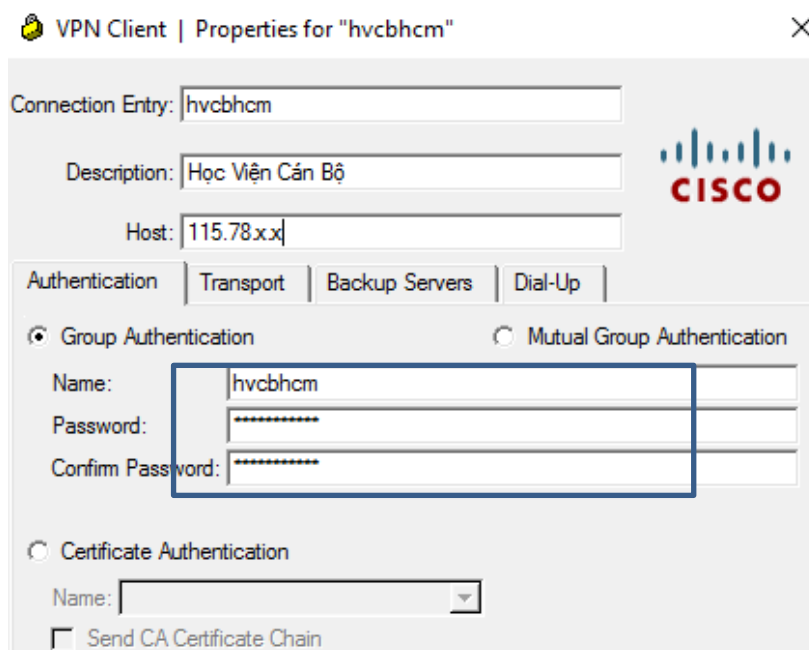 VPN Client | Properties for "hvcbhcm"
Connection Entry: hvcbhcm
Description: Học Viện Cán Bộ
CISCO
Host: 115.78.x.x
Authentication Transport Backup Servers Dial-Up
Group Authentication Mutual Group Authentication
Name: hvcbhcm
Password: ***********
Confirm Password: ***********
Certificate Authentication
Name:
Send CA Certificate Chain